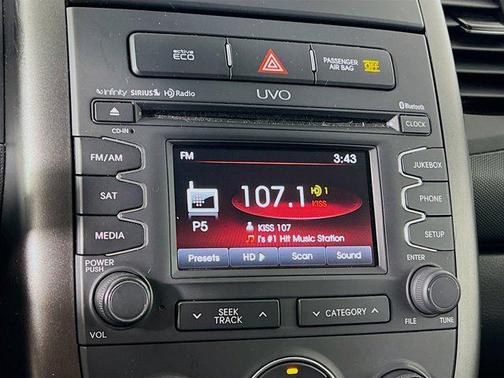 active ECO
PASSENGER AIR BAG OFF
infinity SIRIUS HD Radio
UVO
Bluetooth
CD-IN
CLOCK
FM/AM
FM
3:43
JUKEBOX
107.1
HD 1
KISS
SAT
PHONE
P5
KISS 107
I's #1 Hit Music Station
MEDIA
SETUP
Presets
HD
Scan
Sound
POWER
PUSH
ENTER
SEEK
TRACK
CATEGORY
VOL
FILE
TUNE